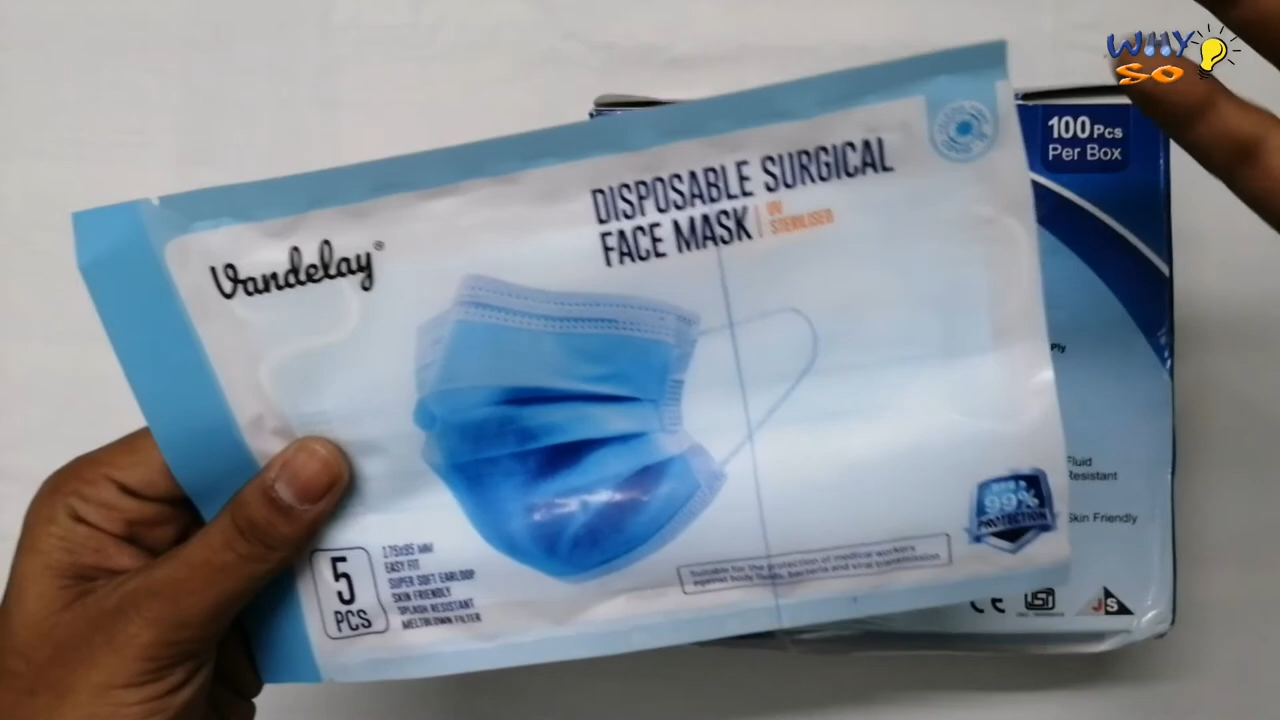 WHY
SO
100 Pcs
Per Box
DISPOSABLE SURGICAL
FACE MASK | UV
STERILISED
Vandelay®
Ply
Fluid
Resistant
Skin Friendly
99%
PROTECTION
5
PCS
175x95 MM
EASY FIT
SUPER SOFT EARLOOP
SKIN FRIENDLY
SPLASH RESISTANT
MELTBLOWN FILTER
Suitable for the protection of medical workers
against body fluids, bacteria and viral transmission
CE
ISI
JS